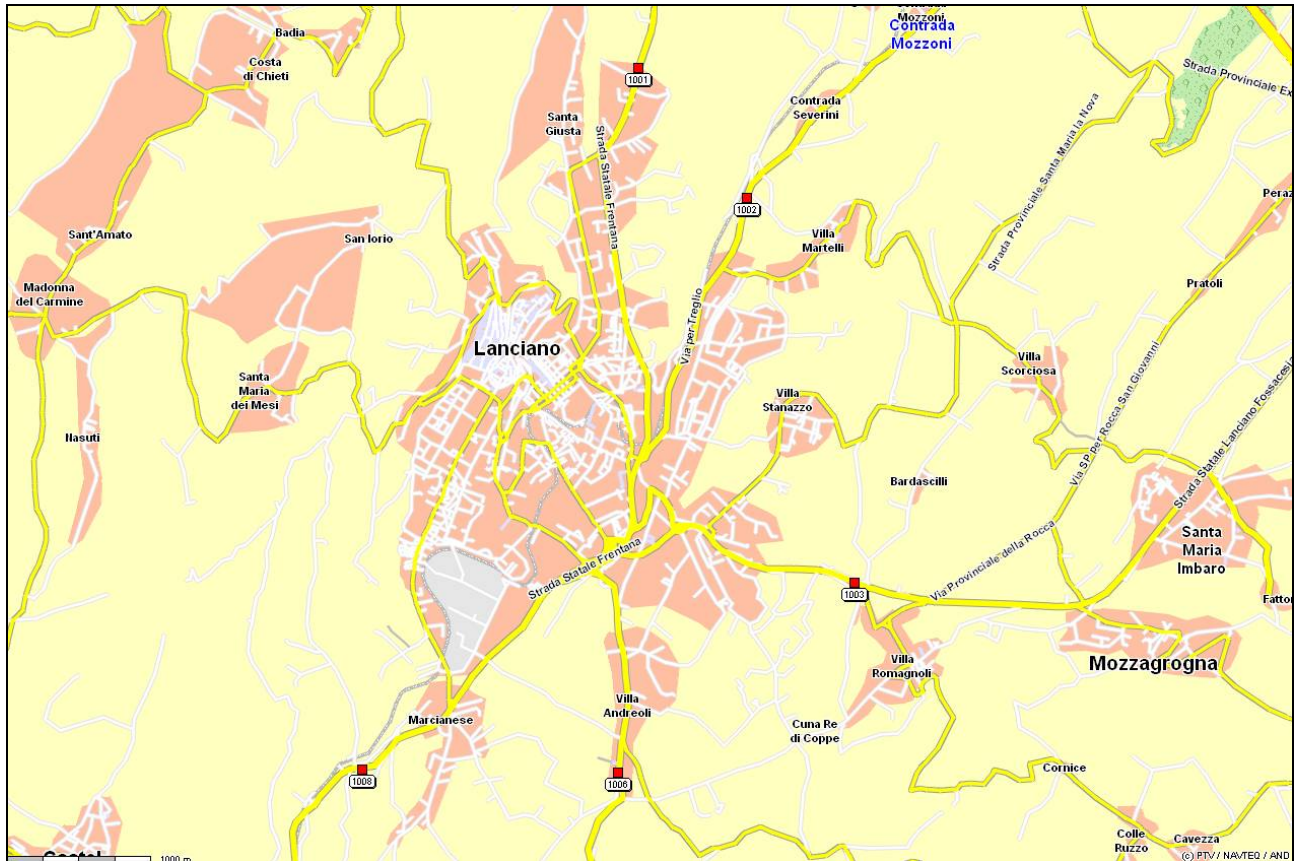 Badia
Costa
di Chieti
Mozzoni
Contrada
Mozzoni
1001
Strada Provinciale Ex
Contrada
Severini
Santa
Giusta
Strada Statale Frentana
Strada Provinciale Santa Maria la Nova
1002
Peraz
Sant'Amato
San Iorio
Villa
Martelli
Madonna
del Carmine
Pratoli
Via per Treglio
Lanciano
Villa
Scorciosa
Santa
Maria
dei Mesi
Villa
Stanazzo
Via SP per Rocca San Giovanni
Strada Statale Lanciano Fossacesia
Nasuti
Bardascilli
Santa
Maria
Imbaro
Strada Statale Frentana
Via Provinciale della Rocca
1003
Fattor
Villa
Romagnoli
Mozzagrogna
Villa
Andreoli
Marcianese
Cuna Re
di Coppe
1008
1006
Cornice
Colle
Ruzzo
Cavezza
1000 m
(c) PTV / NAVTEQ / AND